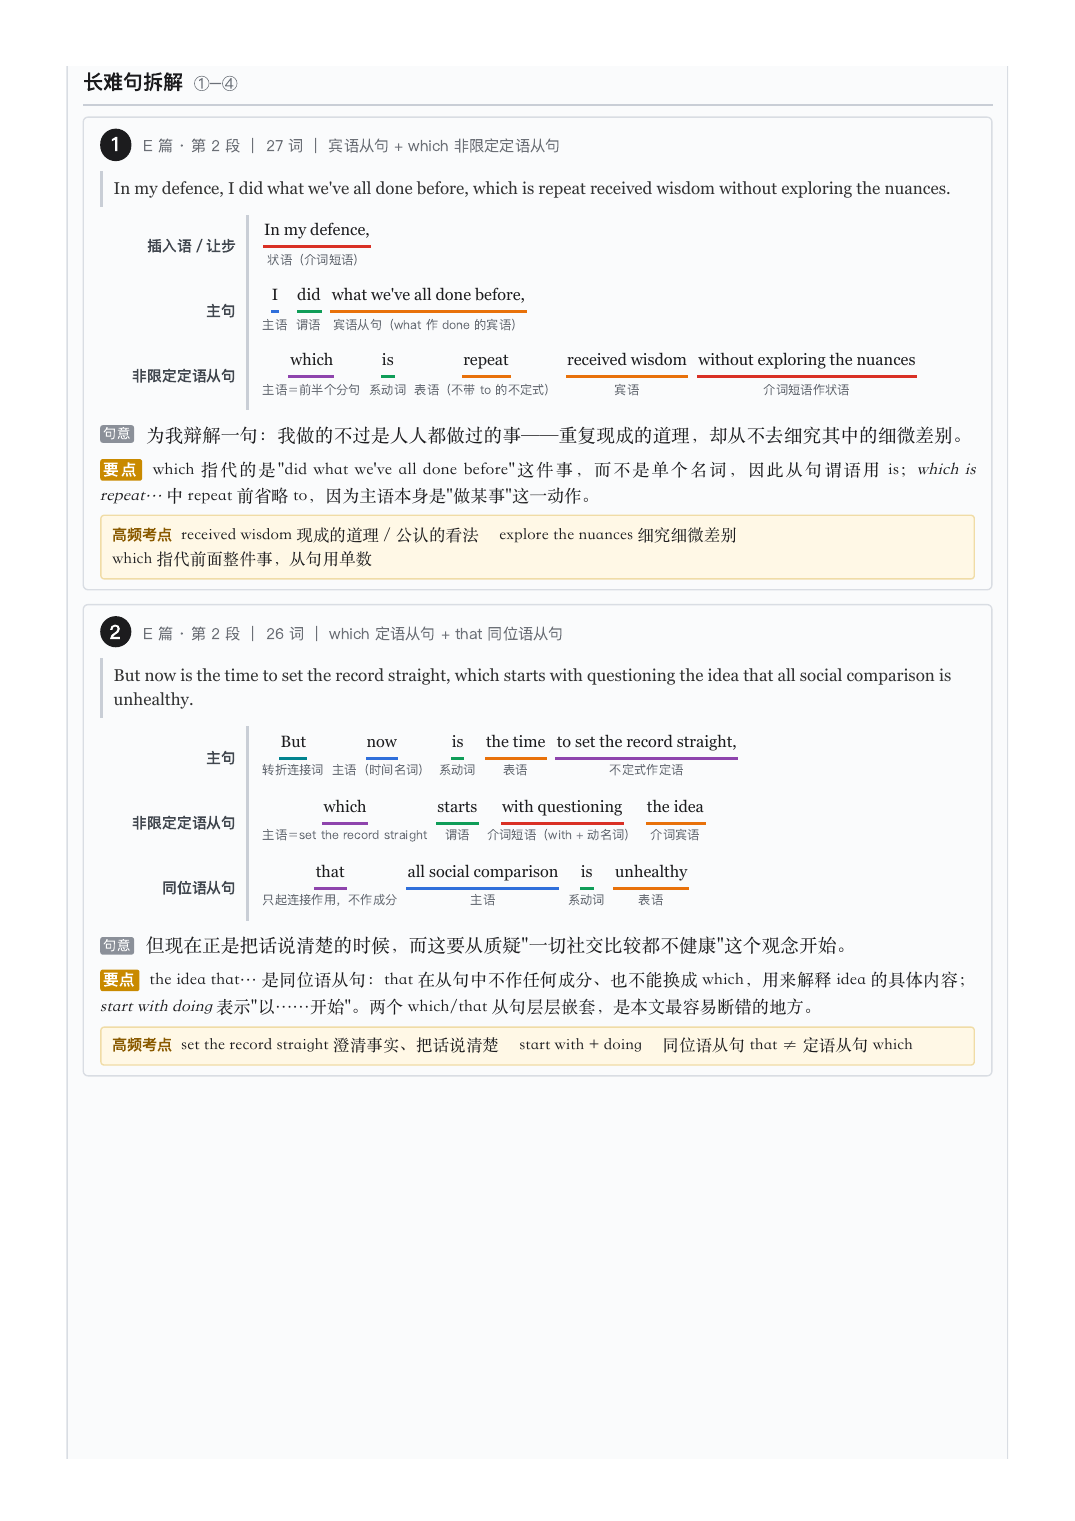 长难句拆解 ①—④
1 E 篇 · 第 2 段 | 27 词 | 宾语从句 + which 非限定定语从句
In my defence, I did what we've all done before, which is repeat received wisdom without exploring the nuances.
插入语 / 让步 In my defence,
状语（介词短语）
主句 I did what we've all done before,
主语 谓语 宾语从句（what 作 done 的宾语）
非限定定语从句 which is repeat received wisdom without exploring the nuances
主语＝前半个分句 系动词 表语（不带 to 的不定式） 宾语 介词短语作状语
句意 为我辩解一句：我做的不过是人人都做过的事——重复现成的道理，却从不去细究其中的细微差别。
要点 which 指代的是"did what we've all done before"这件事，而不是单个名词，因此从句谓语用 is；which is
repeat… 中 repeat 前省略 to，因为主语本身是"做某事"这一动作。
高频考点 received wisdom 现成的道理 / 公认的看法 explore the nuances 细究细微差别
which 指代前面整件事，从句用单数
2 E 篇 · 第 2 段 | 26 词 | which 定语从句 + that 同位语从句
But now is the time to set the record straight, which starts with questioning the idea that all social comparison is
unhealthy.
主句 But now is the time to set the record straight,
转折连接词 主语（时间名词） 系动词 表语 不定式作定语
非限定定语从句 which starts with questioning the idea
主语＝set the record straight 谓语 介词短语（with + 动名词） 介词宾语
同位语从句 that all social comparison is unhealthy
只起连接作用，不作成分 主语 系动词 表语
句意 但现在正是把话说清楚的时候，而这要从质疑"一切社交比较都不健康"这个观念开始。
要点 the idea that… 是同位语从句：that 在从句中不作任何成分、也不能换成 which，用来解释 idea 的具体内容；
start with doing 表示"以……开始"。两个 which/that 从句层层嵌套，是本文最容易断错的地方。
高频考点 set the record straight 澄清事实、把话说清楚 start with + doing 同位语从句 that ≠ 定语从句 which